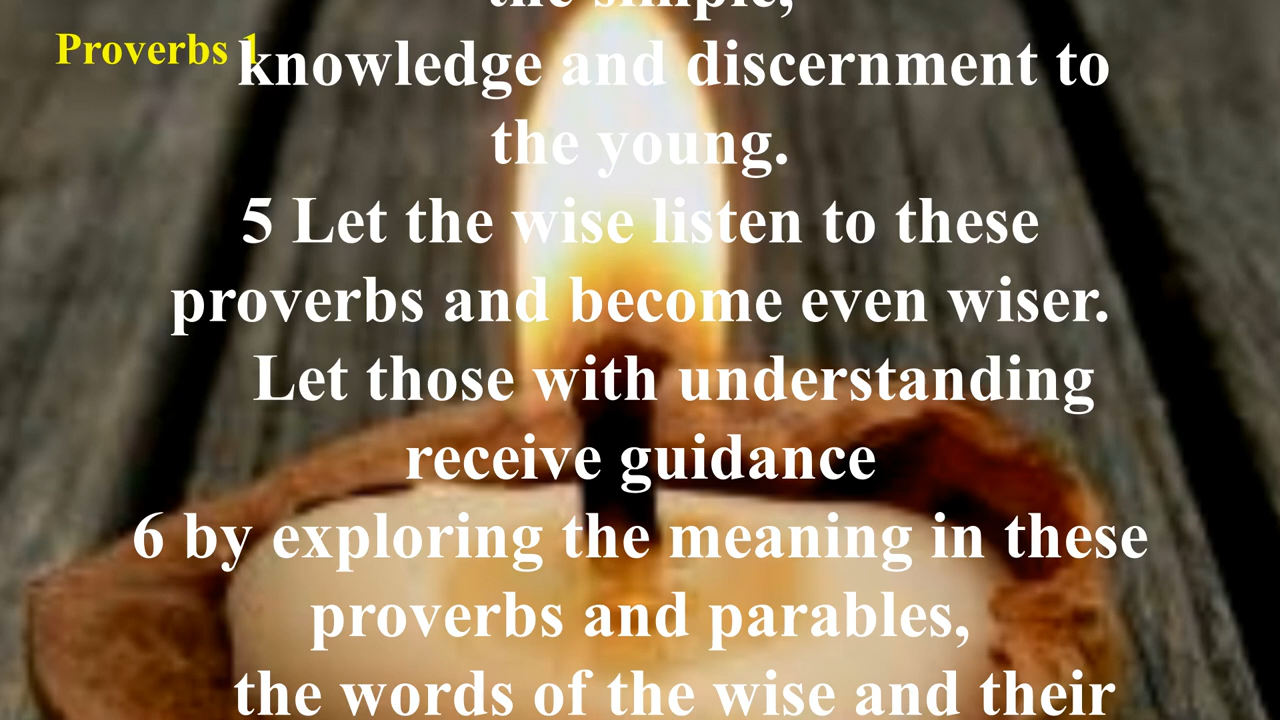 the simple,
Proverbs 1
knowledge and discernment to
the young.
5 Let the wise listen to these
proverbs and become even wiser.
Let those with understanding
receive guidance
6 by exploring the meaning in these
proverbs and parables,
the words of the wise and their